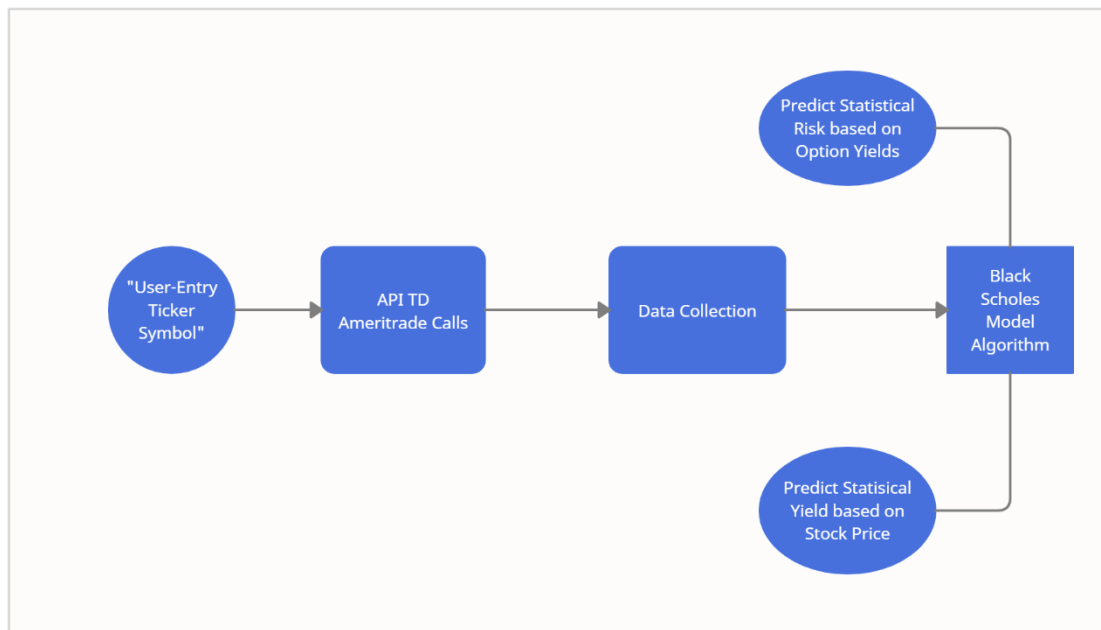 "User-Entry
Ticker
Symbol"
API TD
Ameritrade Calls
Data Collection
Black
Scholes
Model
Algorithm
Predict Statistical
Risk based on
Option Yields
Predict Statisical
Yield based on
Stock Price